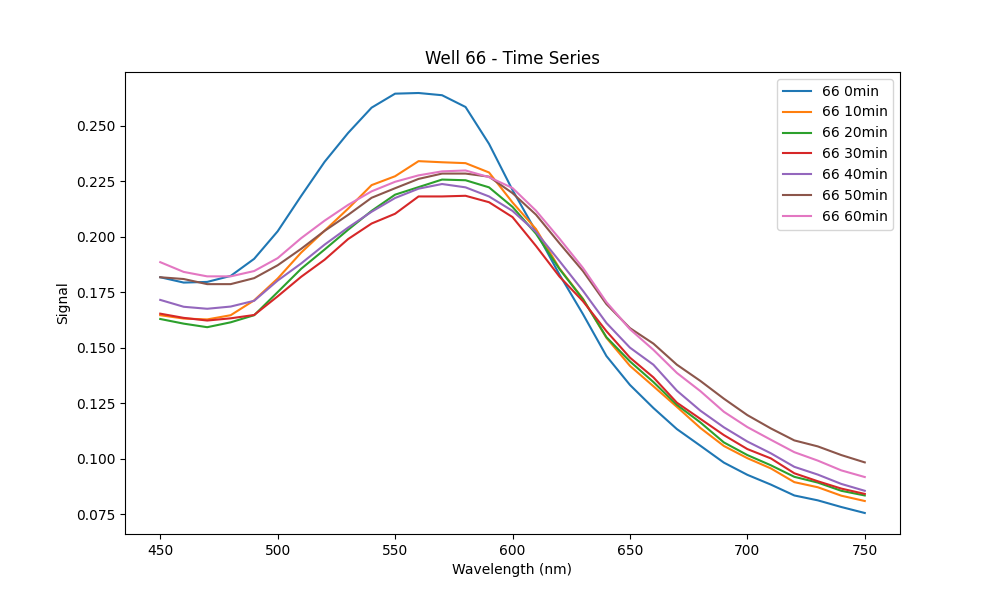 Well 66 - Time Series
66 0min
66 10min
66 20min
66 30min
66 40min
66 50min
66 60min
Signal
0.250
0.225
0.200
0.175
0.150
0.125
0.100
0.075
450 500 550 600 650 700 750
Wavelength (nm)